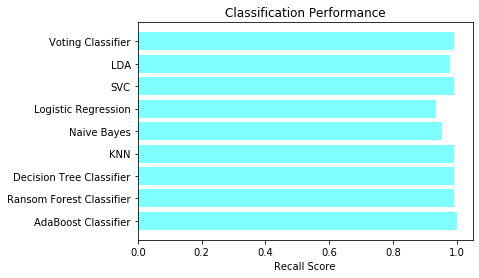 Classification Performance
Voting Classifier
LDA
SVC
Logistic Regression
Naive Bayes
KNN
Decision Tree Classifier
Ransom Forest Classifier
AdaBoost Classifier
0.0 0.2 0.4 0.6 0.8 1.0
Recall Score